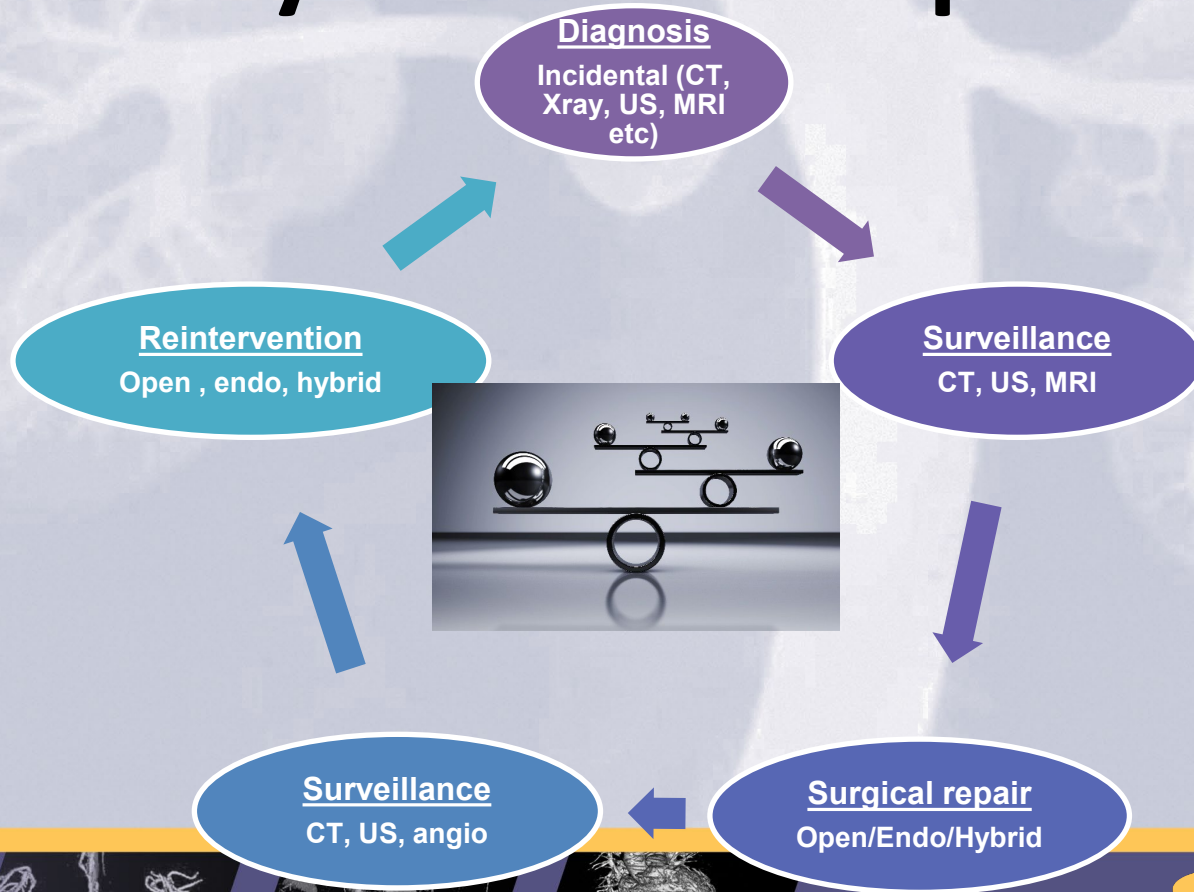 Diagnosis
Incidental (CT,
Xray, US, MRI
etc)
Reintervention
Open , endo, hybrid
Surveillance
CT, US, MRI
Surveillance
CT, US, angio
Surgical repair
Open/Endo/Hybrid